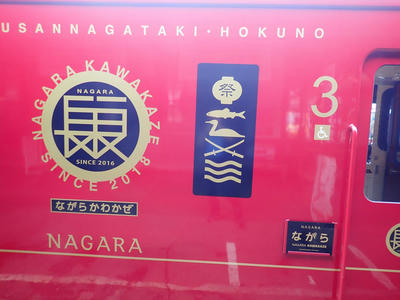 USANNAGATAKI・HOKUNO
NAGARA KAWAKAZE
NAGARA
SINCE 2016
SINCE 2018
ながらかわかぜ
NAGARA
祭
3
NAGARA
ながら
NAGARA KAWAKAZE